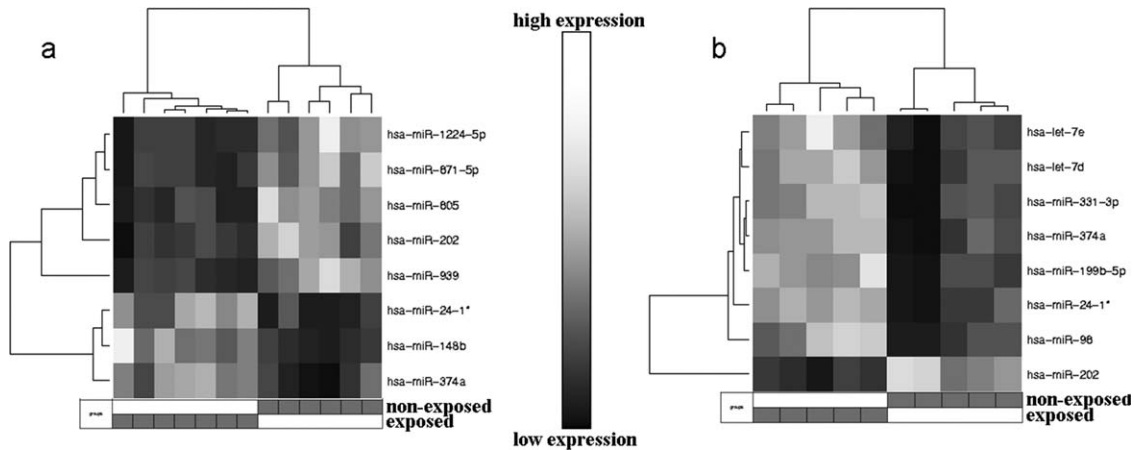 a
high expression
low expression
b
hsa-miR-1224-5p
hsa-miR-671-5p
hsa-miR-605
hsa-miR-202
hsa-miR-939
hsa-miR-24-1*
hsa-miR-148b
hsa-miR-374a
non-exposed
exposed
hsa-let-7e
hsa-let-7d
hsa-miR-331-3p
hsa-miR-374a
hsa-miR-199b-5p
hsa-miR-24-1*
hsa-miR-98
hsa-miR-202
non-exposed
exposed